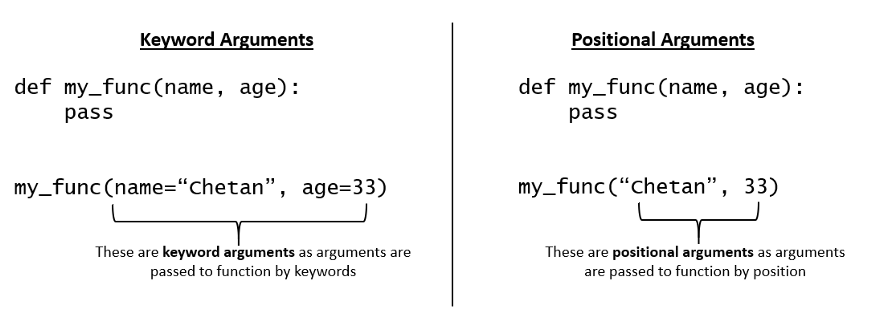 Keyword Arguments
def my_func(name, age):
    pass
my_func(name=“Chetan”, age=33)
These are keyword arguments as arguments are
passed to function by keywords
Positional Arguments
def my_func(name, age):
    pass
my_func(“Chetan”, 33)
These are positional arguments as arguments
are passed to function by position